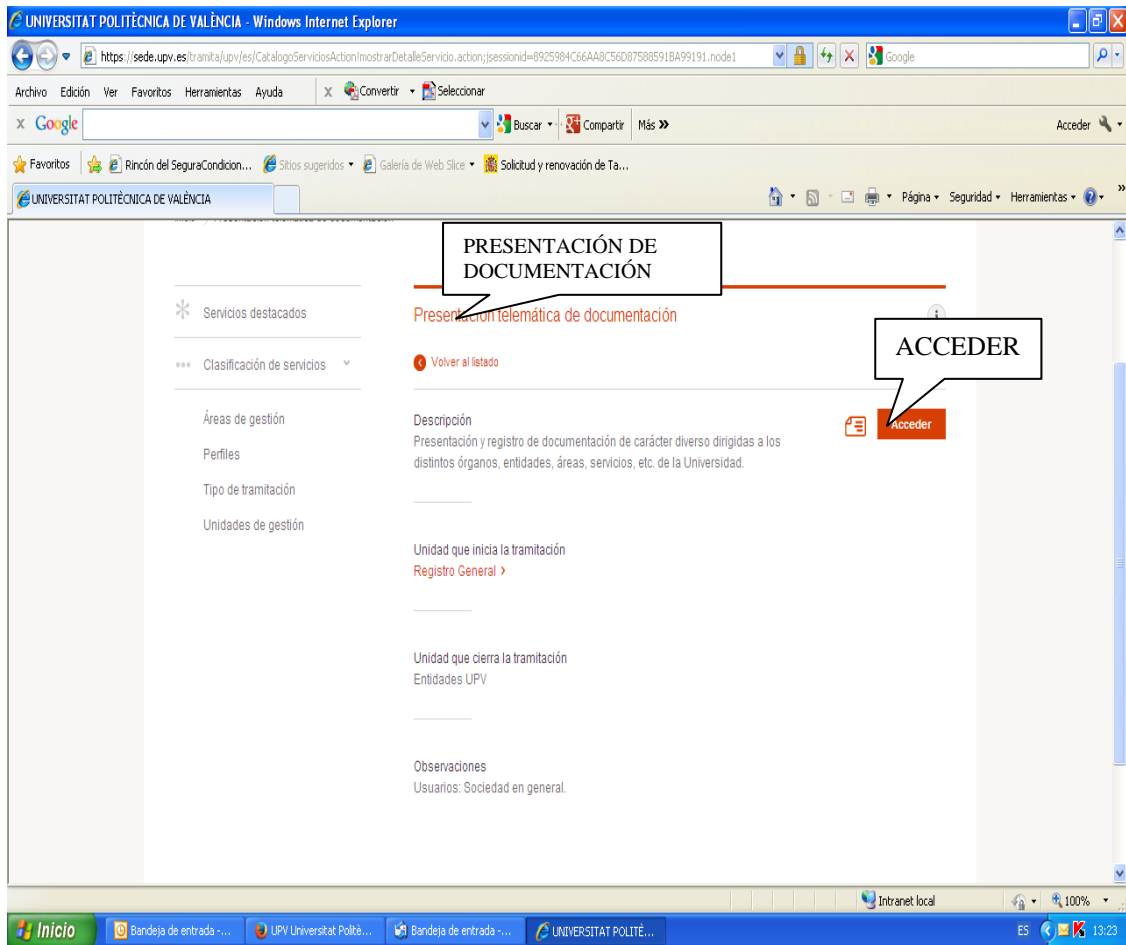 UNIVERSITAT POLITÈCNICA DE VALÈNCIA - Windows Internet Explorer
https://sede.upv.es/tramita/upv/es/CatalogoServiciosAction!mostrarDetalleServicio.action;jsessionid=8925984C66AA8C56D87588591BA99191.node1
Google
Archivo Edición Ver Favoritos Herramientas Ayuda x Convertir Seleccionar
x Google Buscar Compartir Más » Acceder
Favoritos Rincón del SeguraCondicion... Sitios sugeridos Galería de Web Slice Solicitud y renovación de Ta...
UNIVERSITAT POLITÈCNICA DE VALÈNCIA Página Seguridad Herramientas »
PRESENTACIÓN DE
DOCUMENTACIÓN
Servicios destacados
Presentación telemática de documentación
ACCEDER
Clasificación de servicios
Volver al listado
Áreas de gestión
Perfiles
Tipo de tramitación
Unidades de gestión
Descripción
Acceder
Presentación y registro de documentación de carácter diverso dirigidas a los
distintos órganos, entidades, áreas, servicios, etc. de la Universidad.
Unidad que inicia la tramitación
Registro General >
Unidad que cierra la tramitación
Entidades UPV
Observaciones
Usuarios: Sociedad en general.
Intranet local 100%
Inicio Bandeja de entrada -... UPV Universitat Politè... Bandeja de entrada -... UNIVERSITAT POLITÈ... ES 13:23